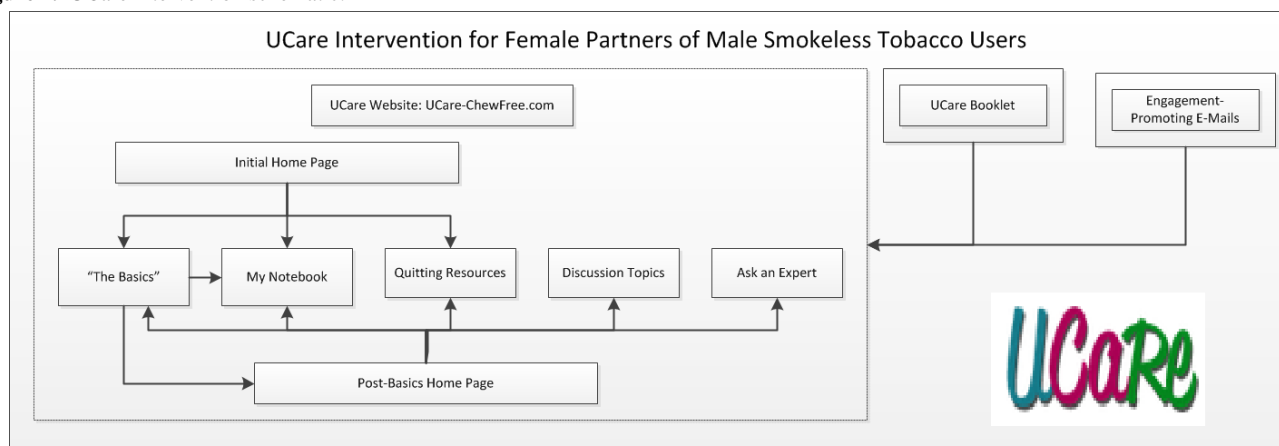 UCare Intervention for Female Partners of Male Smokeless Tobacco Users
UCare Website: UCare-ChewFree.com
UCare Booklet
Engagement-
Promoting E-Mails
Initial Home Page
“The Basics”
My Notebook
Quitting Resources
Discussion Topics
Ask an Expert
Post-Basics Home Page
UCaRe